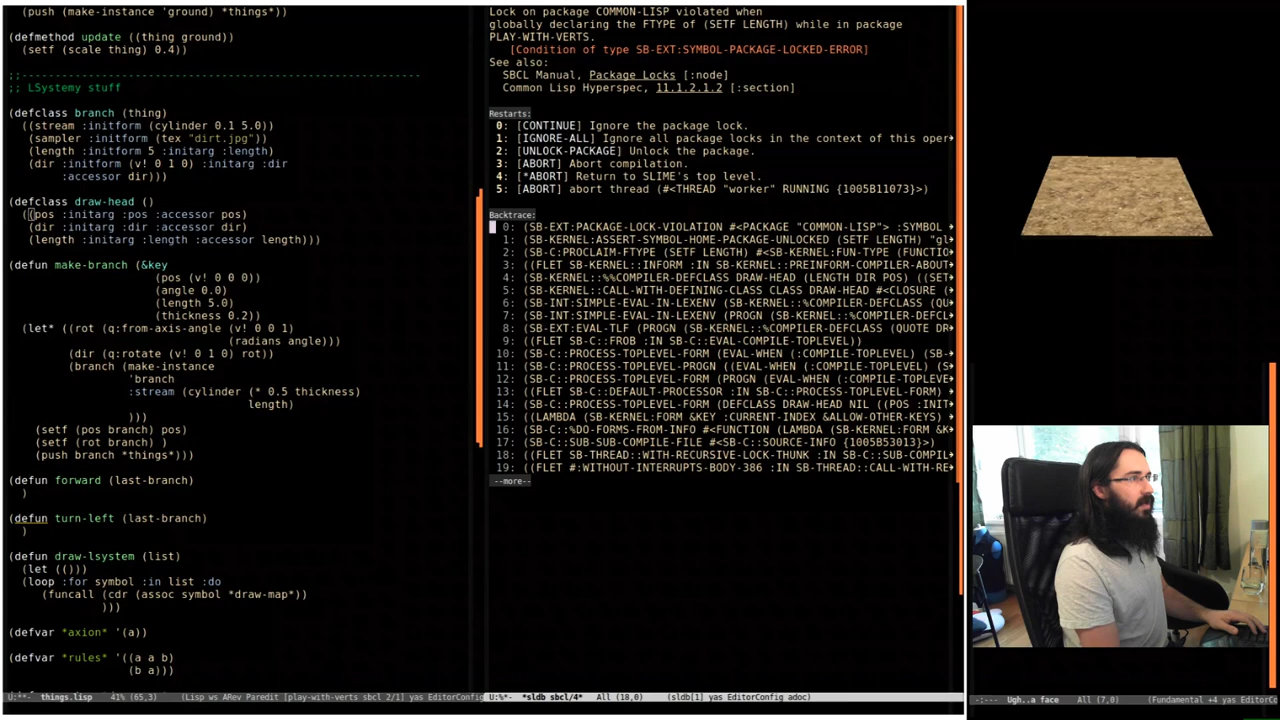 (push (make-instance 'ground) *things*))
(defmethod update ((thing ground))
(setf (scale thing) 0.4))
;;---------------------------------------------------------------
;; LSystemy stuff
(defclass branch (thing)
((stream :initform (cylinder 0.1 5.0))
(sampler :initform (tex "dirt.jpg"))
(length :initform 5 :initarg :length)
(dir :initform (v! 0 1 0) :initarg :dir
:accessor dir)))
(defclass draw-head ()
((pos :initarg :pos :accessor pos)
(dir :initarg :dir :accessor dir)
(length :initarg :length :accessor length)))
(defun make-branch (&key
(pos (v! 0 0 0))
(angle 0.0)
(length 5.0)
(thickness 0.2))
(let* ((rot (q:from-axis-angle (v! 0 0 1)
(radians angle)))
(dir (q:rotate (v! 0 1 0) rot))
(branch (make-instance
'branch
:stream (cylinder (* 0.5 thickness)
length)
)))
(setf (pos branch) pos)
(setf (rot branch) )
(push branch *things*)))
(defun forward (last-branch)
)
(defun turn-left (last-branch)
)
(defun draw-lsystem (list)
(let (()))
(loop :for symbol :in list :do
(funcall (cdr (assoc symbol *draw-map*))
)))
(defvar *axion* '(a))
(defvar *rules* '((a a b)
(b a)))
U:**- things.lisp 41% (65,3) (Lisp ws ARev Paredit [play-with-verts sbcl 2/1] yas EditorConfig
Lock on package COMMON-LISP violated when
globally declaring the FTYPE of (SETF LENGTH) while in package
PLAY-WITH-VERTS.
[Condition of type SB-EXT:SYMBOL-PACKAGE-LOCKED-ERROR]
See also:
SBCL Manual, Package Locks [:node]
Common Lisp Hyperspec, 11.1.2.1.2 [:section]
Restarts:
0: [CONTINUE] Ignore the package lock.
1: [IGNORE-ALL] Ignore all package locks in the context of this oper
2: [UNLOCK-PACKAGE] Unlock the package.
3: [ABORT] Abort compilation.
4: [*ABORT] Return to SLIME's top level.
5: [ABORT] abort thread (#<THREAD "worker" RUNNING {1005B11073}>)
Backtrace:
0: (SB-EXT:PACKAGE-LOCK-VIOLATION #<PACKAGE "COMMON-LISP"> :SYMBOL
1: (SB-KERNEL:ASSERT-SYMBOL-HOME-PACKAGE-UNLOCKED (SETF LENGTH) "gl
2: (SB-C:PROCLAIM-FTYPE (SETF LENGTH) #<SB-KERNEL:FUN-TYPE (FUNCTIO
3: ((FLET SB-KERNEL::INFORM :IN SB-KERNEL::PREINFORM-COMPILER-ABOUT
4: (SB-KERNEL::%%COMPILER-DEFCLASS DRAW-HEAD (LENGTH DIR POS) ((SET
5: (SB-KERNEL::CALL-WITH-DEFINING-CLASS CLASS DRAW-HEAD #<CLOSURE (
6: (SB-INT:SIMPLE-EVAL-IN-LEXENV (SB-KERNEL::%COMPILER-DEFCLASS (QU
7: (SB-INT:SIMPLE-EVAL-IN-LEXENV (PROGN (SB-KERNEL::%COMPILER-DEFCL
8: (SB-EXT:EVAL-TLF (PROGN (SB-KERNEL::%COMPILER-DEFCLASS (QUOTE DR
9: ((FLET SB-C::FROB :IN SB-C::EVAL-COMPILE-TOPLEVEL))
10: (SB-C::PROCESS-TOPLEVEL-FORM (EVAL-WHEN (:COMPILE-TOPLEVEL) (SB-
11: (SB-C::PROCESS-TOPLEVEL-PROGN ((EVAL-WHEN (:COMPILE-TOPLEVEL) (S
12: (SB-C::PROCESS-TOPLEVEL-FORM (PROGN (EVAL-WHEN (:COMPILE-TOPLEVE
13: ((FLET SB-C::DEFAULT-PROCESSOR :IN SB-C::PROCESS-TOPLEVEL-FORM)
14: (SB-C::PROCESS-TOPLEVEL-FORM (DEFCLASS DRAW-HEAD NIL ((POS :INIT
15: ((LAMBDA (SB-KERNEL:FORM &KEY :CURRENT-INDEX &ALLOW-OTHER-KEYS)
16: (SB-C::%DO-FORMS-FROM-INFO #<FUNCTION (LAMBDA (SB-KERNEL:FORM &K
17: (SB-C::SUB-SUB-COMPILE-FILE #<SB-C::SOURCE-INFO {1005B53013}>)
18: ((FLET SB-THREAD::WITH-RECURSIVE-LOCK-THUNK :IN SB-C::SUB-COMPIL
19: ((FLET #:WITHOUT-INTERRUPTS-BODY-386 :IN SB-THREAD::CALL-WITH-RE
--more--
U:%*- *sldb sbcl/4* All (18,0) (sldb[1] yas EditorConfig adoc)
-:--- Ugh..a face All (7,0) (Fundamental +4 yas EditorCo